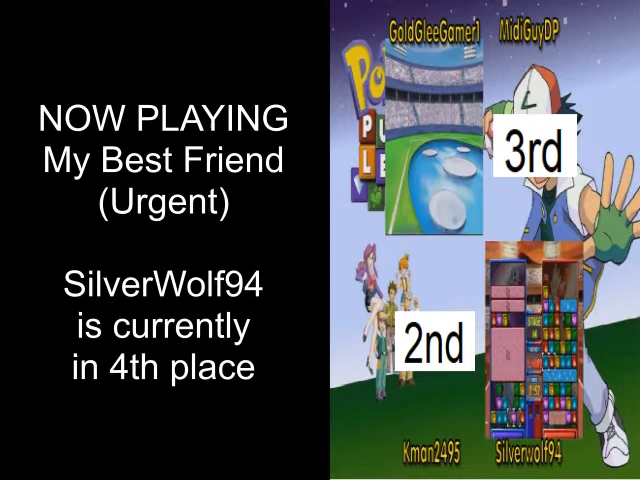 NOW PLAYING
My Best Friend
(Urgent)
SilverWolf94
is currently
in 4th place
GoldGleeGamer1
MidiGuyDP
3rd
2nd
Kman2495
Silverwolf94